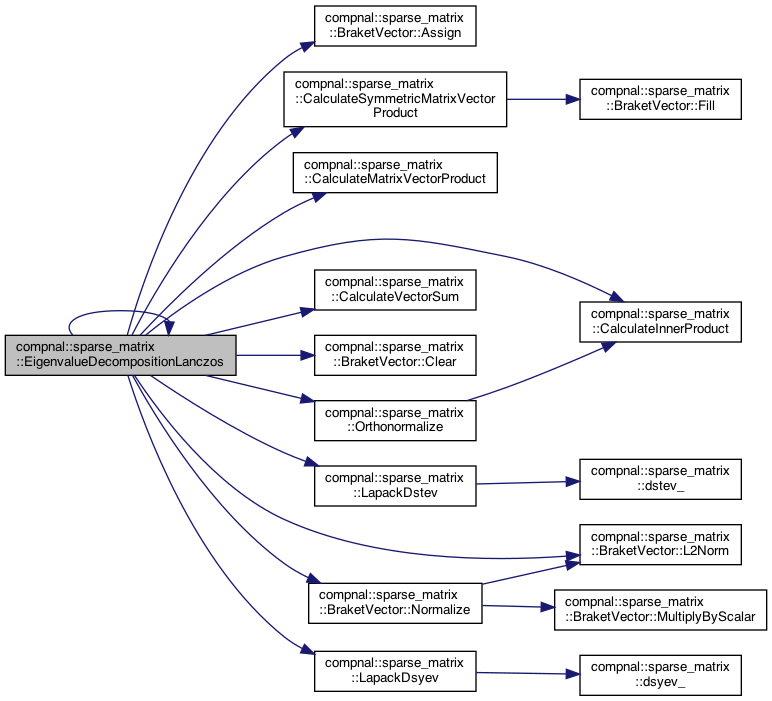 compnal::sparse_matrix
::EigenvalueDecompositionLanczos
compnal::sparse_matrix
::BraketVector::Assign
compnal::sparse_matrix
::CalculateSymmetricMatrixVector
Product
compnal::sparse_matrix
::BraketVector::Fill
compnal::sparse_matrix
::CalculateMatrixVectorProduct
compnal::sparse_matrix
::CalculateVectorSum
compnal::sparse_matrix
::CalculateInnerProduct
compnal::sparse_matrix
::BraketVector::Clear
compnal::sparse_matrix
::Orthonormalize
compnal::sparse_matrix
::LapackDstev
compnal::sparse_matrix
::dstev_
compnal::sparse_matrix
::BraketVector::L2Norm
compnal::sparse_matrix
::BraketVector::Normalize
compnal::sparse_matrix
::BraketVector::MultiplyByScalar
compnal::sparse_matrix
::LapackDsyev
compnal::sparse_matrix
::dsyev_